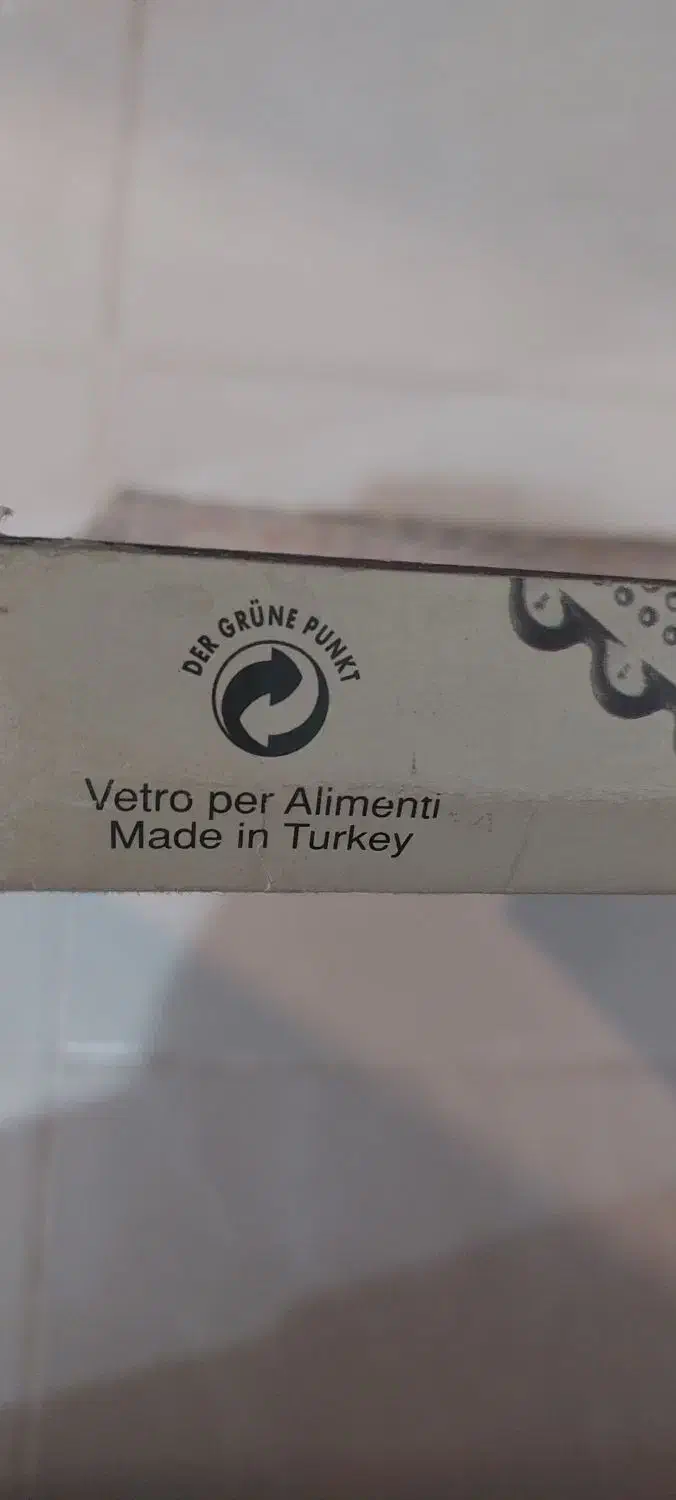 DER GRÜNE PUNKT
Vetro per Alimenti
Made in Turkey